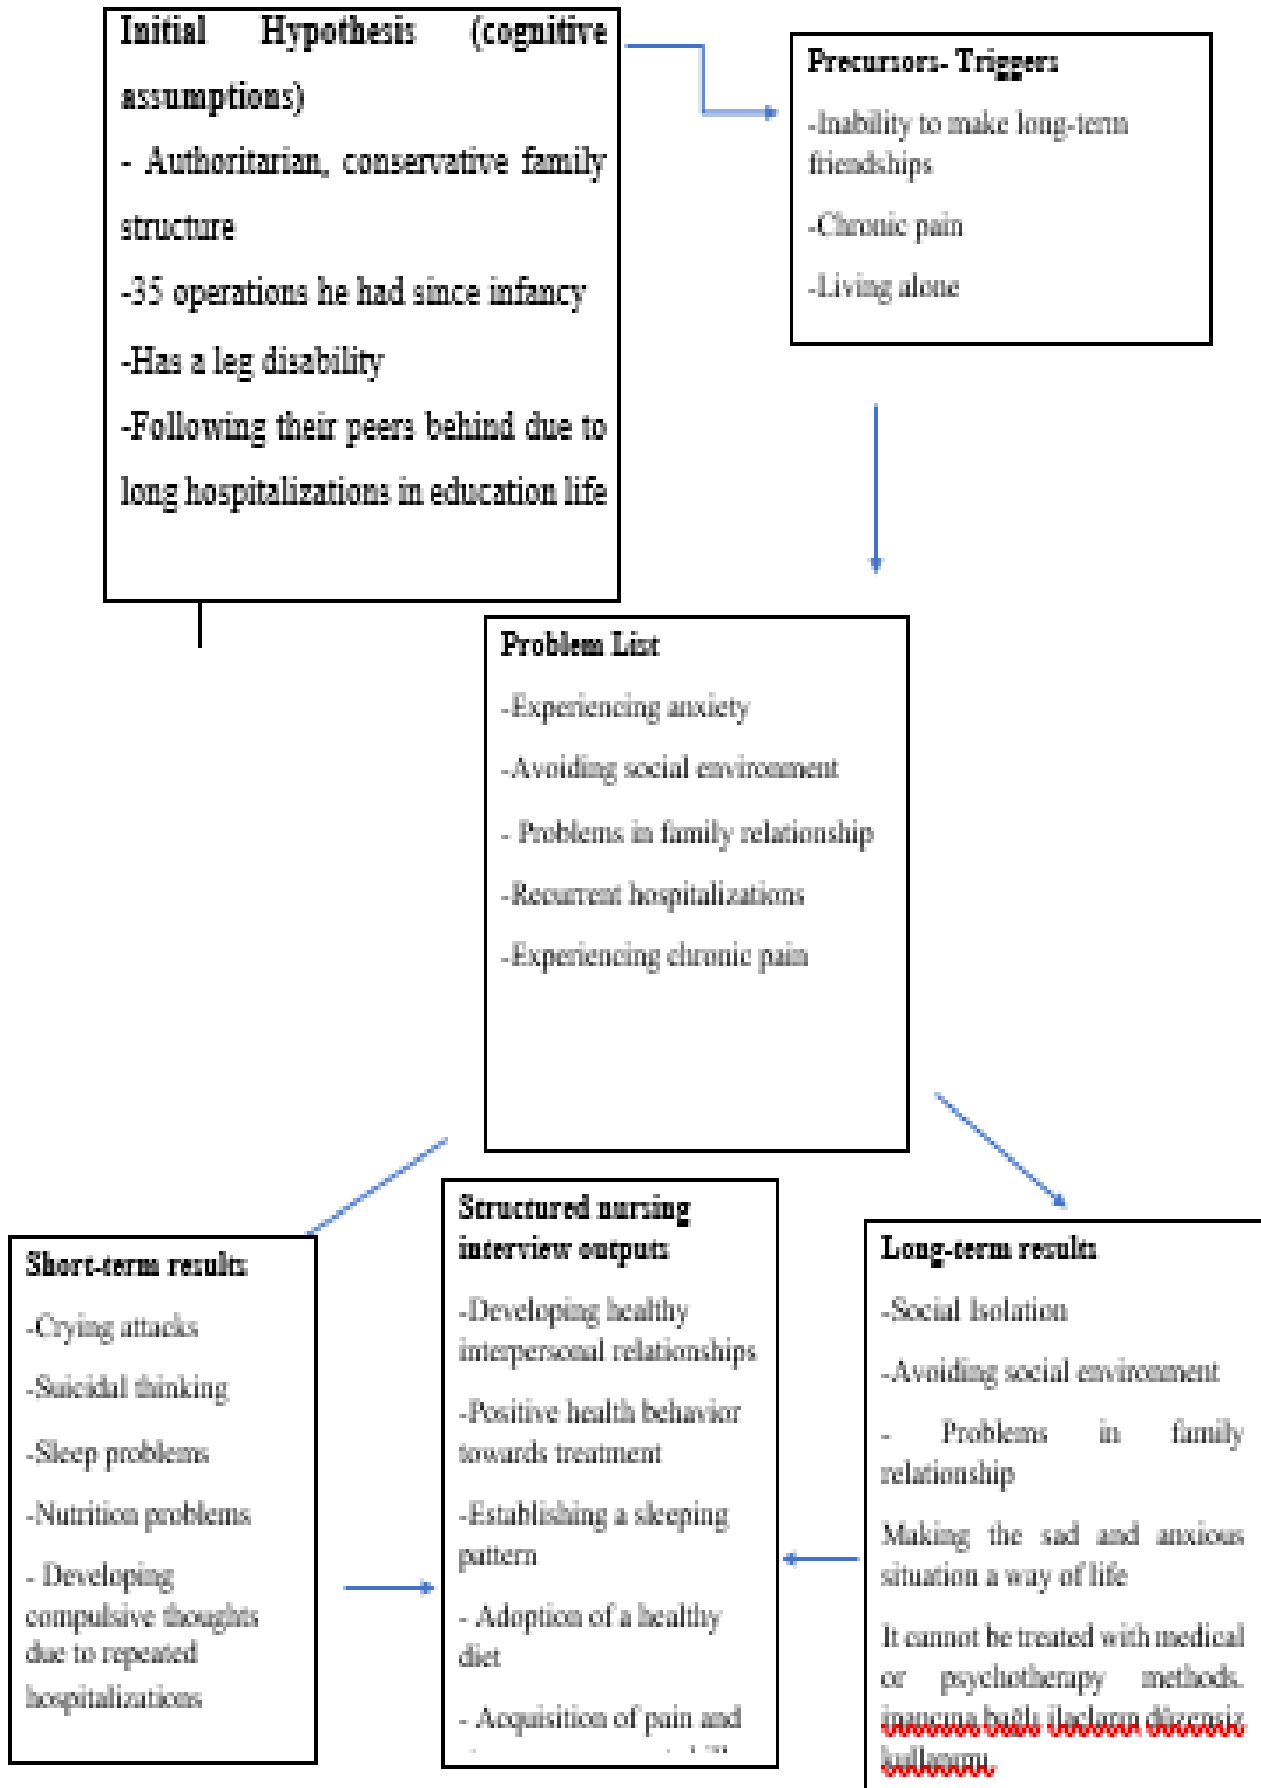 Initial Hypothesis (cognitive
assumptions)
- Authoritarian, conservative family
structure
-35 operations he had since infancy
-Has a leg disability
-Following their peers behind due to
long hospitalizations in education life
Precursors- Triggers
-Inability to make long-term
friendships
-Chronic pain
-Living alone
Problem List
-Experiencing anxiety
-Avoiding social environment
- Problems in family relationship
-Recurrent hospitalizations
-Experiencing chronic pain
Short-term results
-Crying attacks
-Suicidal thinking
-Sleep problems
-Nutrition problems
- Developing
compulsive thoughts
due to repeated
hospitalizations
Structured nursing
interview outputs
-Developing healthy
interpersonal relationships
-Positive health behavior
towards treatment
-Establishing a sleeping
pattern
- Adoption of a healthy
diet
- Acquisition of pain and
Long-term results
-Social Isolation
-Avoiding social environment
- Problems in family
relationship
Making the sad and anxious
situation a way of life
It cannot be treated with medical
or psychotherapy methods.
inancına bağlı ilaçların düzensiz
kullanımı.